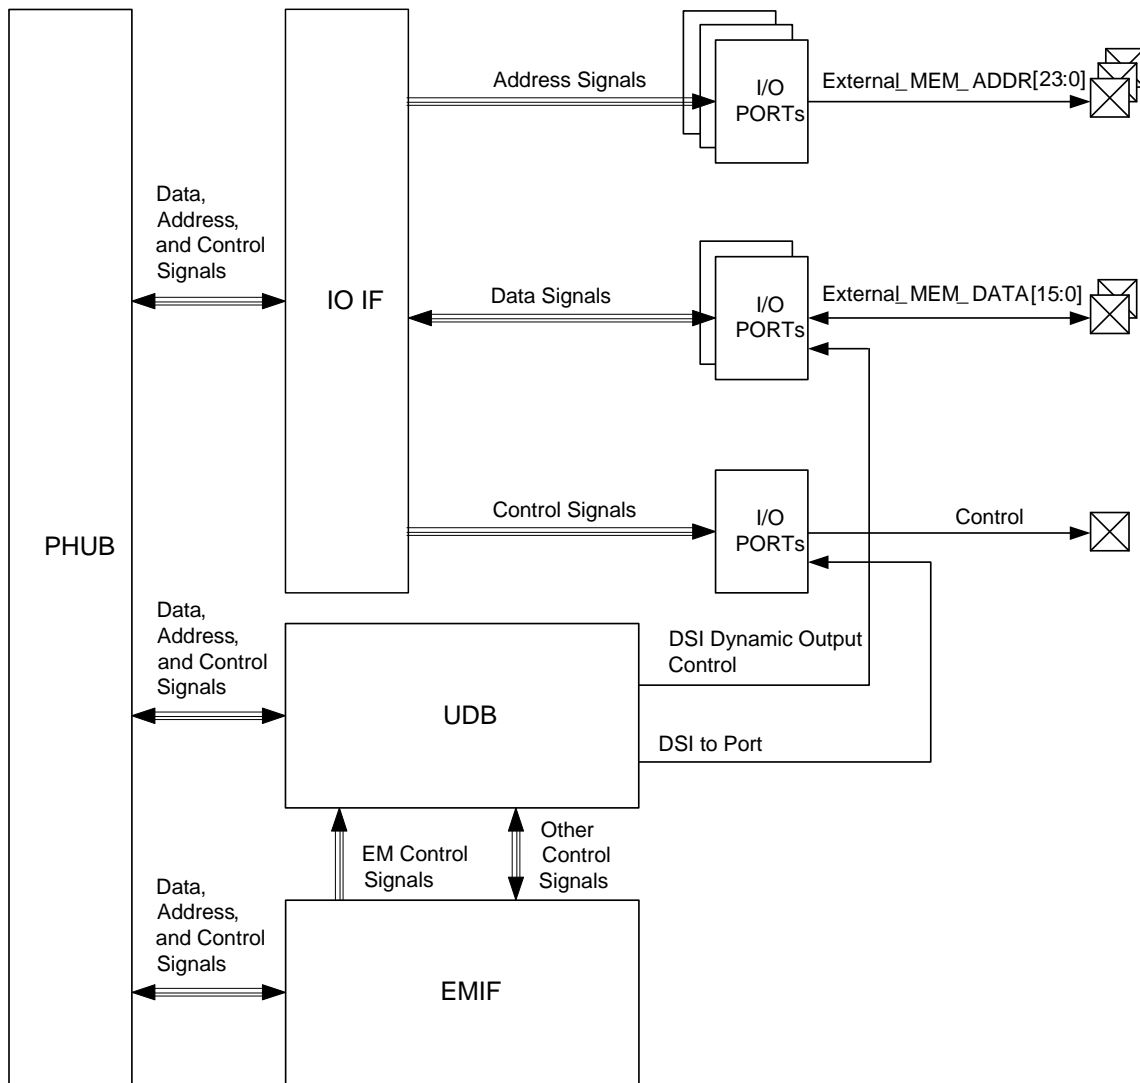 Address Signals
I/O
PORTs
External_MEM_ADDR[23:0]
Data,
Address,
and Control
Signals
IO IF
Data Signals
I/O
PORTs
External_MEM_DATA[15:0]
PHUB
Control Signals
I/O
PORTs
Control
Data,
Address,
and Control
Signals
UDB
DSI Dynamic Output
Control
DSI to Port
EM Control
Signals
Other
Control
Signals
Data,
Address,
and Control
Signals
EMIF